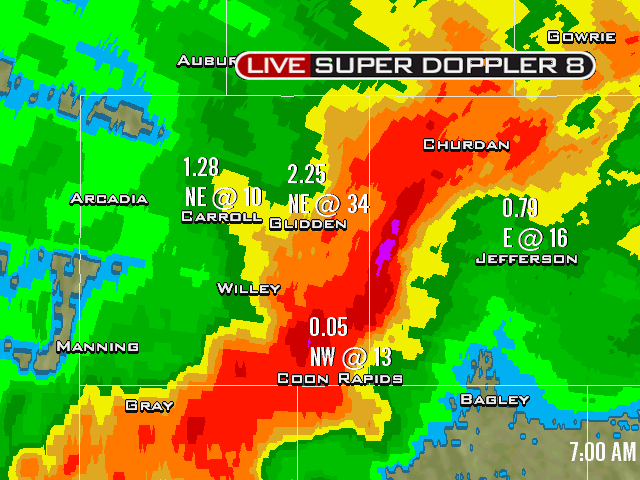 GOWRIE
AUBUR
LIVE SUPER DOPPLER 8
CHURDAN
1.28
NE @ 10
CARROLL
2.25
NE @ 34
GLIDDEN
ARCADIA
0.79
E @ 16
JEFFERSON
WILLEY
0.05
NW @ 13
COON RAPIDS
MANNING
GRAY
BAGLEY
7:00 AM